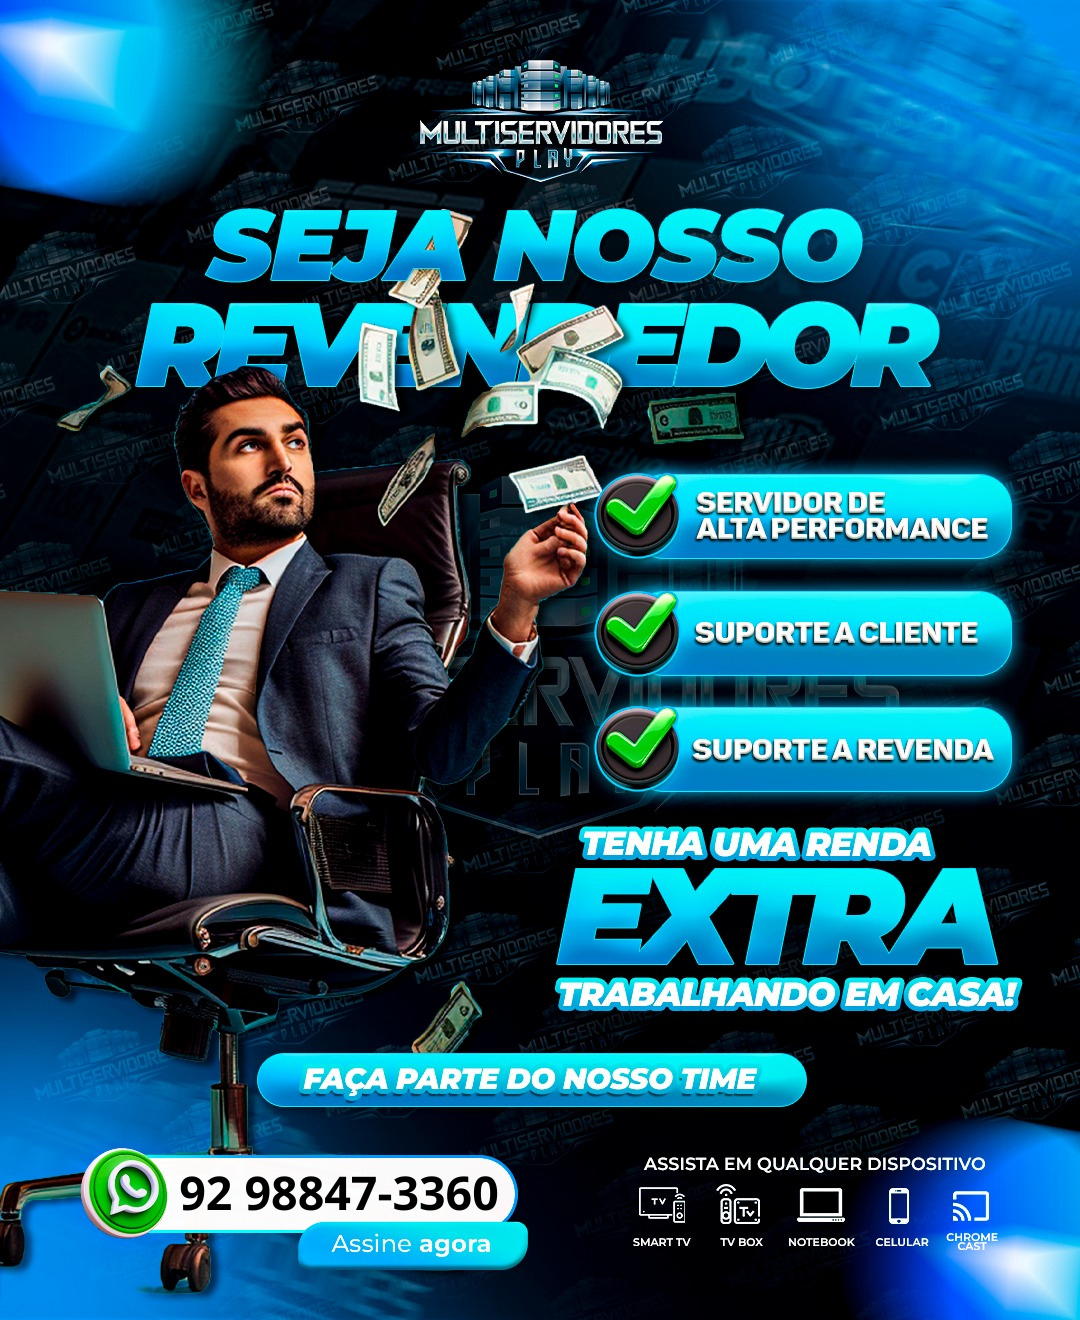 MULTISERVIDORES
PLAY
SEJA NOSSO
REVENDEDOR
SERVIDOR DE
ALTA PERFORMANCE
SUPORTE A CLIENTE
SUPORTE A REVENDA
TENHA UMA RENDA
EXTRA
TRABALHANDO EM CASA!
FAÇA PARTE DO NOSSO TIME
92 98847-3360
Assine agora
ASSISTA EM QUALQUER DISPOSITIVO
TV
TV
SMART TV
TV BOX
NOTEBOOK
CELULAR
CHROME
CAST